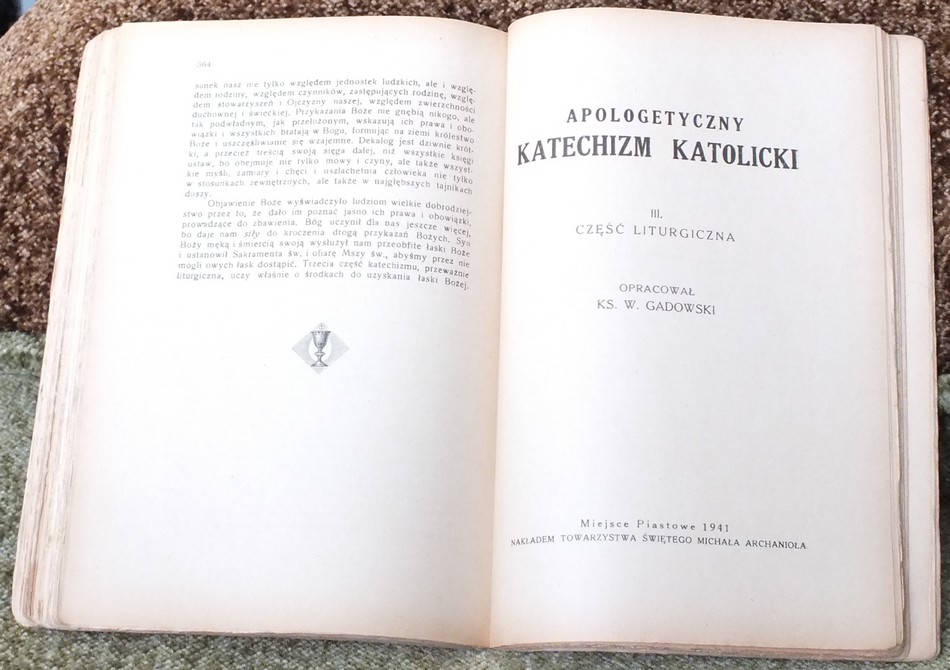 364
sunek nasz nie tylko względem jednostek ludzkich, ale i wzglę-
dem rodziny, względem czynników, zastępujących rodzinę, wzglę-
dem stowarzyszeń i Ojczyzny naszej, względem zwierzchności
duchownej i świeckiej. Przykazania Boże nie gnębią nikogo, ale
tak podwładnym, jak przełożonym, wskazują ich prawa i obo-
wiązki i wszystkich bratają w Bogu, formując na ziemi królestwo
Boże i uszczęśliwianie się wzajemne. Dekalog jest dziwnie krót-
ki, a przecież treścią swoją sięga dalej, niż wszystkie księgi
ustaw, bo obejmuje nie tylko mowy i czyny, ale także wszyst-
kie myśli, zamiary i chęci i uszlachetnia człowieka nie tylko
w stosunkach zewnętrznych, ale także w najgłębszych tajnikach
duszy.
Objawienie Boże wyświadczyło ludziom wielkie dobrodziej-
stwo przez to, że dało im poznać jasno ich prawa i obowiązki,
prowadzące do zbawienia. Bóg uczynił dla nas jeszcze więcej,
bo daje nam siły do kroczenia drogą przykazań Bożych. Syn
Boży męką i śmiercią swoją wysłużył nam przeobfite łaski Boże
i ustanowił Sakramenta św. i ofiarę Mszy św., abyśmy przez nie
mogli owych łask dostąpić. Trzecia część katechizmu, przeważnie
liturgiczna, uczy właśnie o środkach do uzyskania łaski Bożej.
APOLOGETYCZNY
KATECHIZM KATOLICKI
III.
CZĘŚĆ LITURGICZNA
OPRACOWAŁ
KS. W. GADOWSKI
Miejsce Piastowe 1941
NAKŁADEM TOWARZYSTWA ŚWIĘTEGO MICHAŁA ARCHANIOŁA